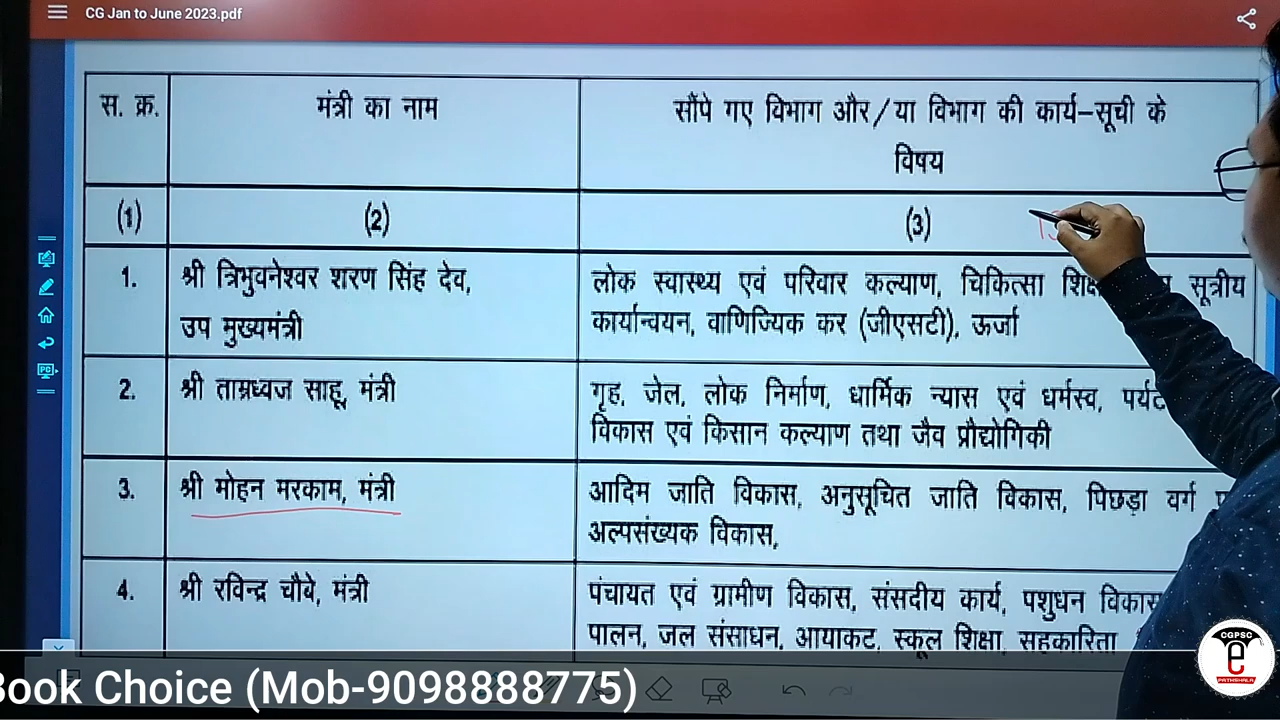 CG Jan to June 2023.pdf
स. क्र. मंत्री का नाम सौंपे गए विभाग और/या विभाग की कार्य-सूची के
विषय
(1) (2) (3)
1. श्री त्रिभुवनेश्वर शरण सिंह देव, लोक स्वास्थ्य एवं परिवार कल्याण, चिकित्सा सूत्रीय
उप मुख्यमंत्री कार्यान्वयन, वाणिज्यिक कर (जीएसटी), ऊर्जा
2. श्री ताम्रध्वज साहू, मंत्री गृह, जेल, लोक निर्माण, धार्मिक न्यास एवं धर्मस्व,
विकास एवं किसान कल्याण तथा जैव प्रौद्योगिकी
3. श्री मोहन मरकाम, मंत्री आदिम जाति विकास, अनुसूचित जाति विकास, पिछड़ा वर्ग
अल्पसंख्यक विकास,
4. श्री रविन्द्र चौबे, मंत्री पंचायत एवं ग्रामीण विकास, संसदीय कार्य, पशुधन विकास
पालन, जल संसाधन, आयाकट, स्कूल शिक्षा, सहकारिता
Book Choice (Mob-9098888775)
CGPSC
e
PATHSHALA